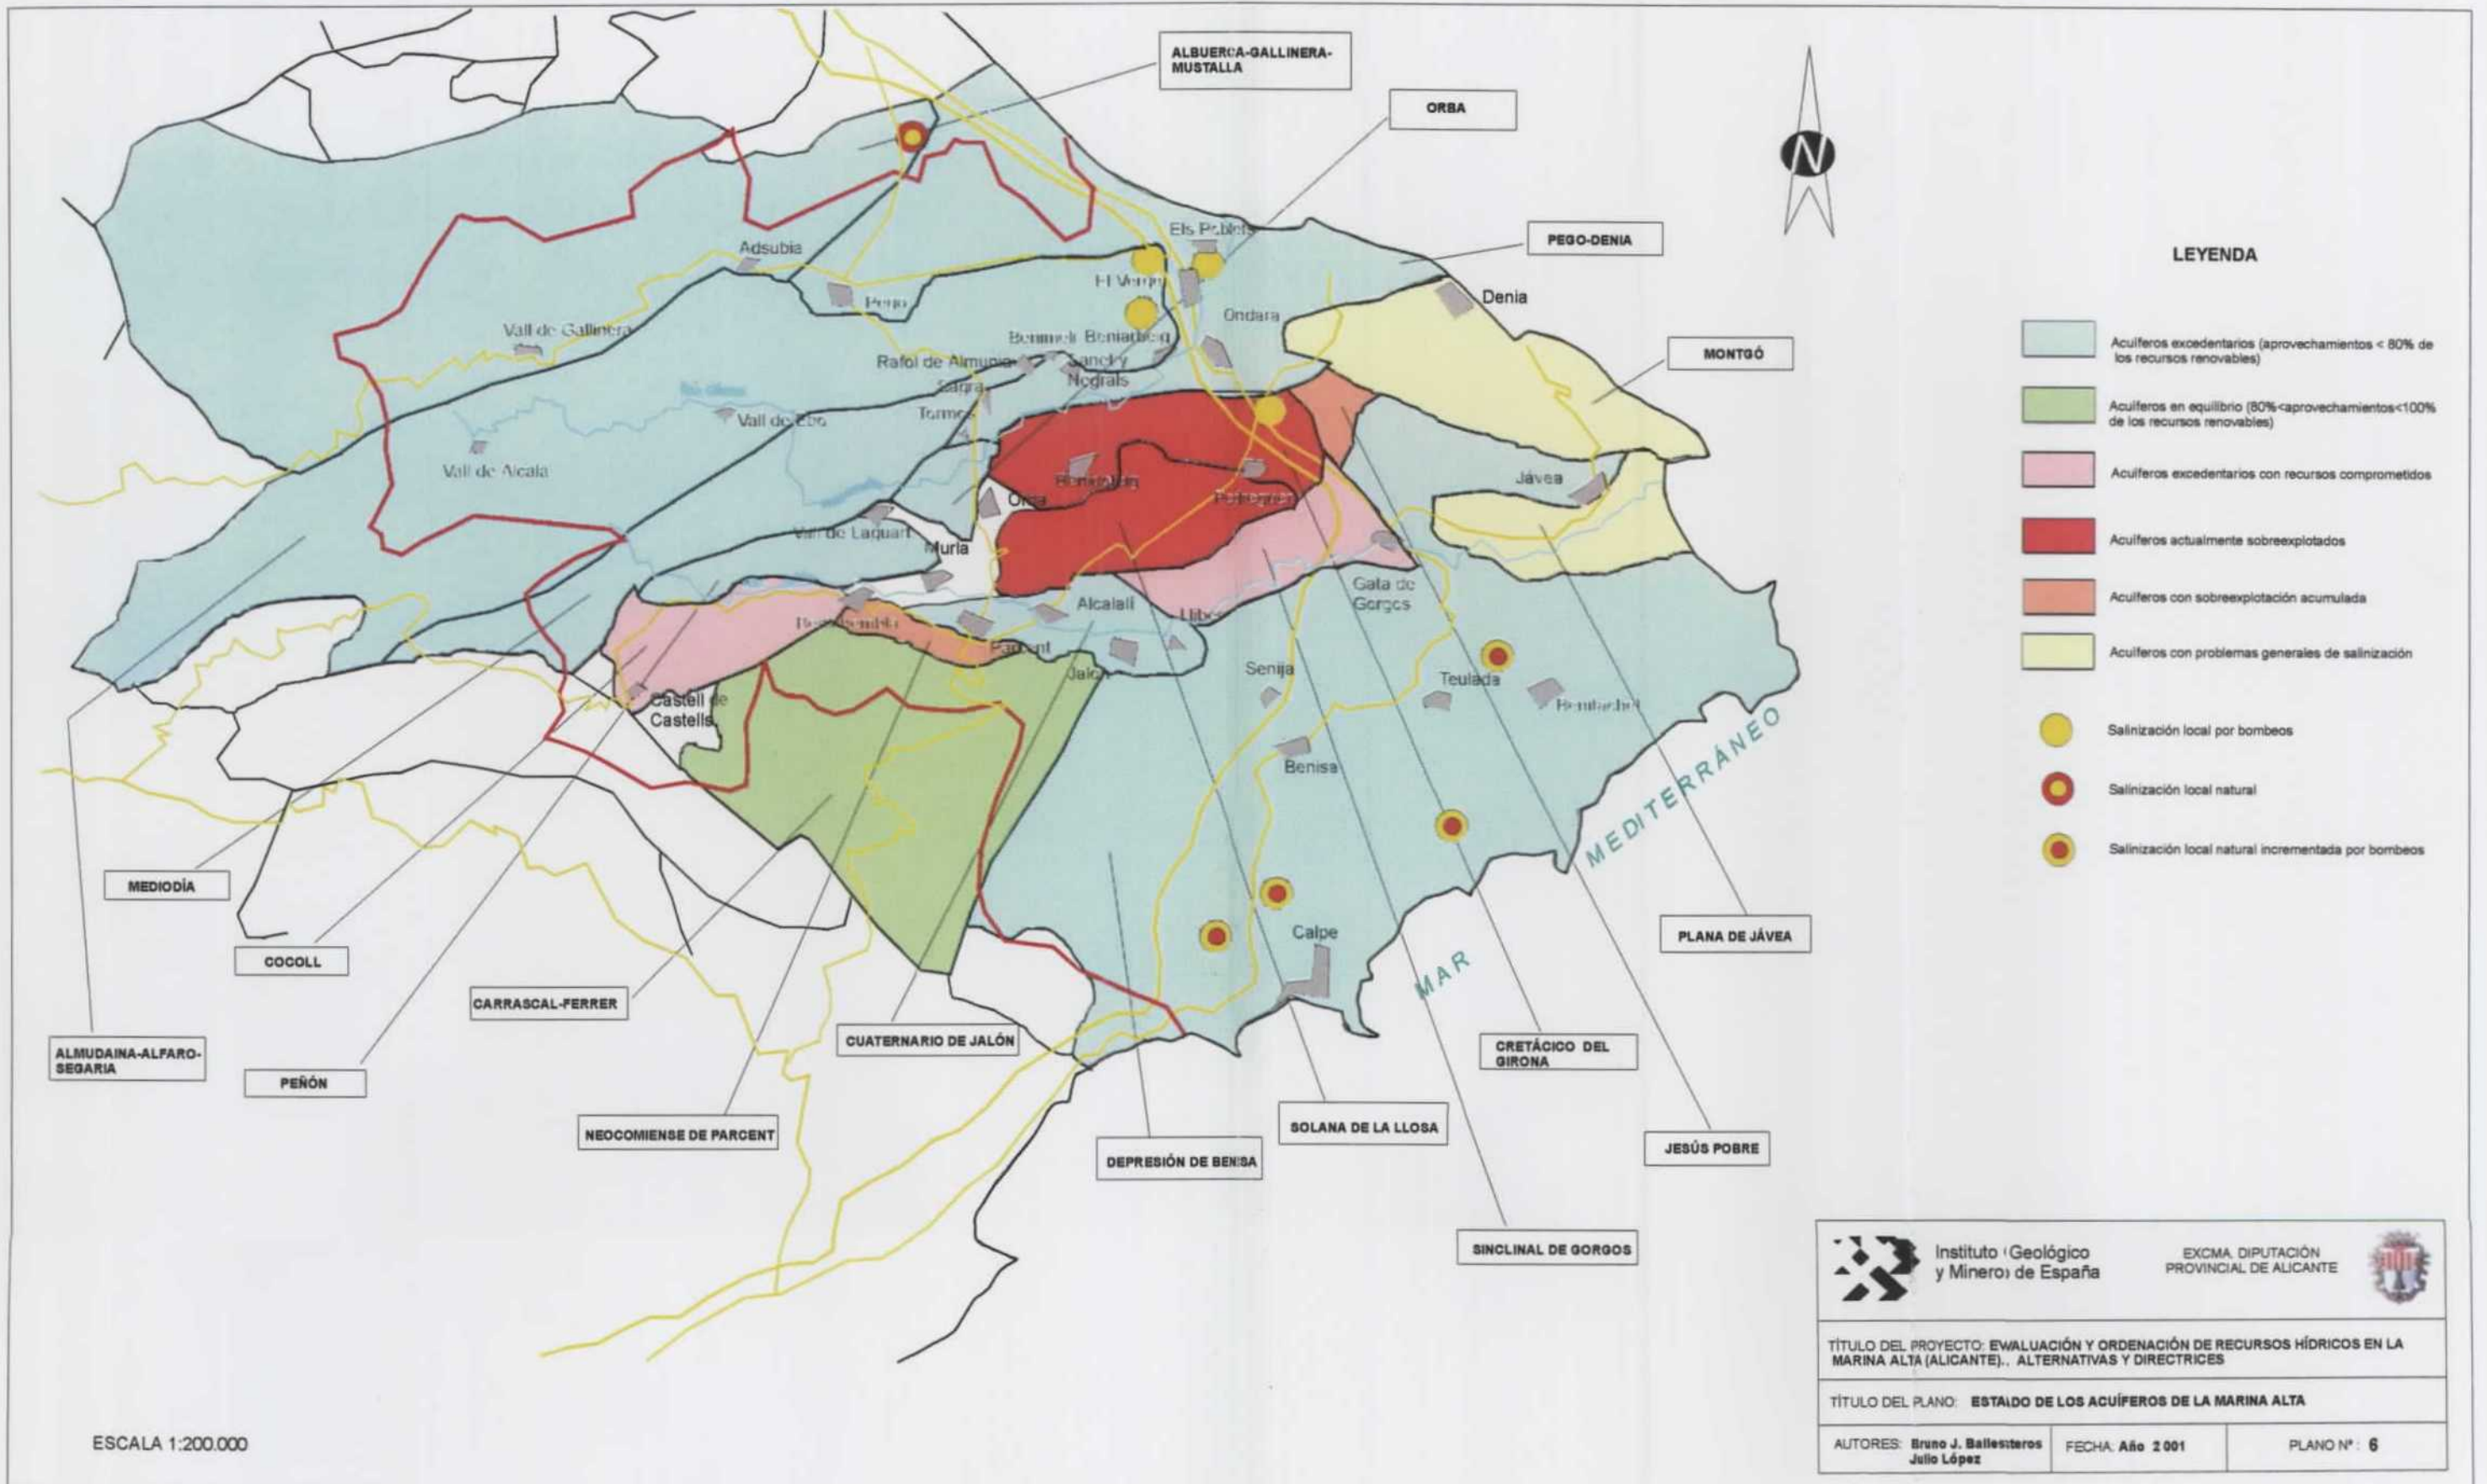 ALBUERCA-GALLINERA-
MUSTALLA
ORBA
N
Els Poblets
PEGO-DENIA
Adsubia
El Verger
Denia
Pego
Ondara
Vall de Gallinera
Benimeli Beniarbeig
MONTGÓ
Rafol de Almunia
Sanet y
Negrals
Sagra
Tormos
Vall de Ebo
Vall de Alcala
Jávea
Orba
Pedreguer
Vall de Laguart
Murla
Gata de
Gorgos
Alcalalí
Lliber
Parcent
Jalón
Senija
Teulada
Castell de
Castells
Benisa
MEDITERRÁNEO
MEDIODÍA
Calpe
PLANA DE JÁVEA
COCOLL
MAR
CARRASCAL-FERRER
CUATERNARIO DE JALÓN
CRETÁCICO DEL
GIRONA
ALMUDAINA-ALFARO-
SEGARIA
PEÑÓN
NEOCOMIENSE DE PARCENT
SOLANA DE LA LLOSA
DEPRESIÓN DE BENISA
JESÚS POBRE
SINCLINAL DE GORGOS
LEYENDA
Acuíferos excedentarios (aprovechamientos < 80% de
los recursos renovables)
Acuíferos en equilibrio (80%<aprovechamientos<100%
de los recursos renovables)
Acuíferos excedentarios con recursos comprometidos
Acuíferos actualmente sobreexplotados
Acuíferos con sobreexplotación acumulada
Acuíferos con problemas generales de salinización
Salinización local por bombeos
Salinización local natural
Salinización local natural incrementada por bombeos
Instituto Geológico
y Minero de España
EXCMA. DIPUTACIÓN
PROVINCIAL DE ALICANTE
TÍTULO DEL PROYECTO: EWALUACIÓN Y ORDENACIÓN DE RECURSOS HÍDRICOS EN LA
MARINA ALTA (ALICANTE).. ALTERNATIVAS Y DIRECTRICES
TÍTULO DEL PLANO: ESTADO DE LOS ACUÍFEROS DE LA MARINA ALTA
AUTORES: Bruno J. Ballesteros
Julio López
FECHA: Año 2001
PLANO Nº: 6
ESCALA 1:200.000